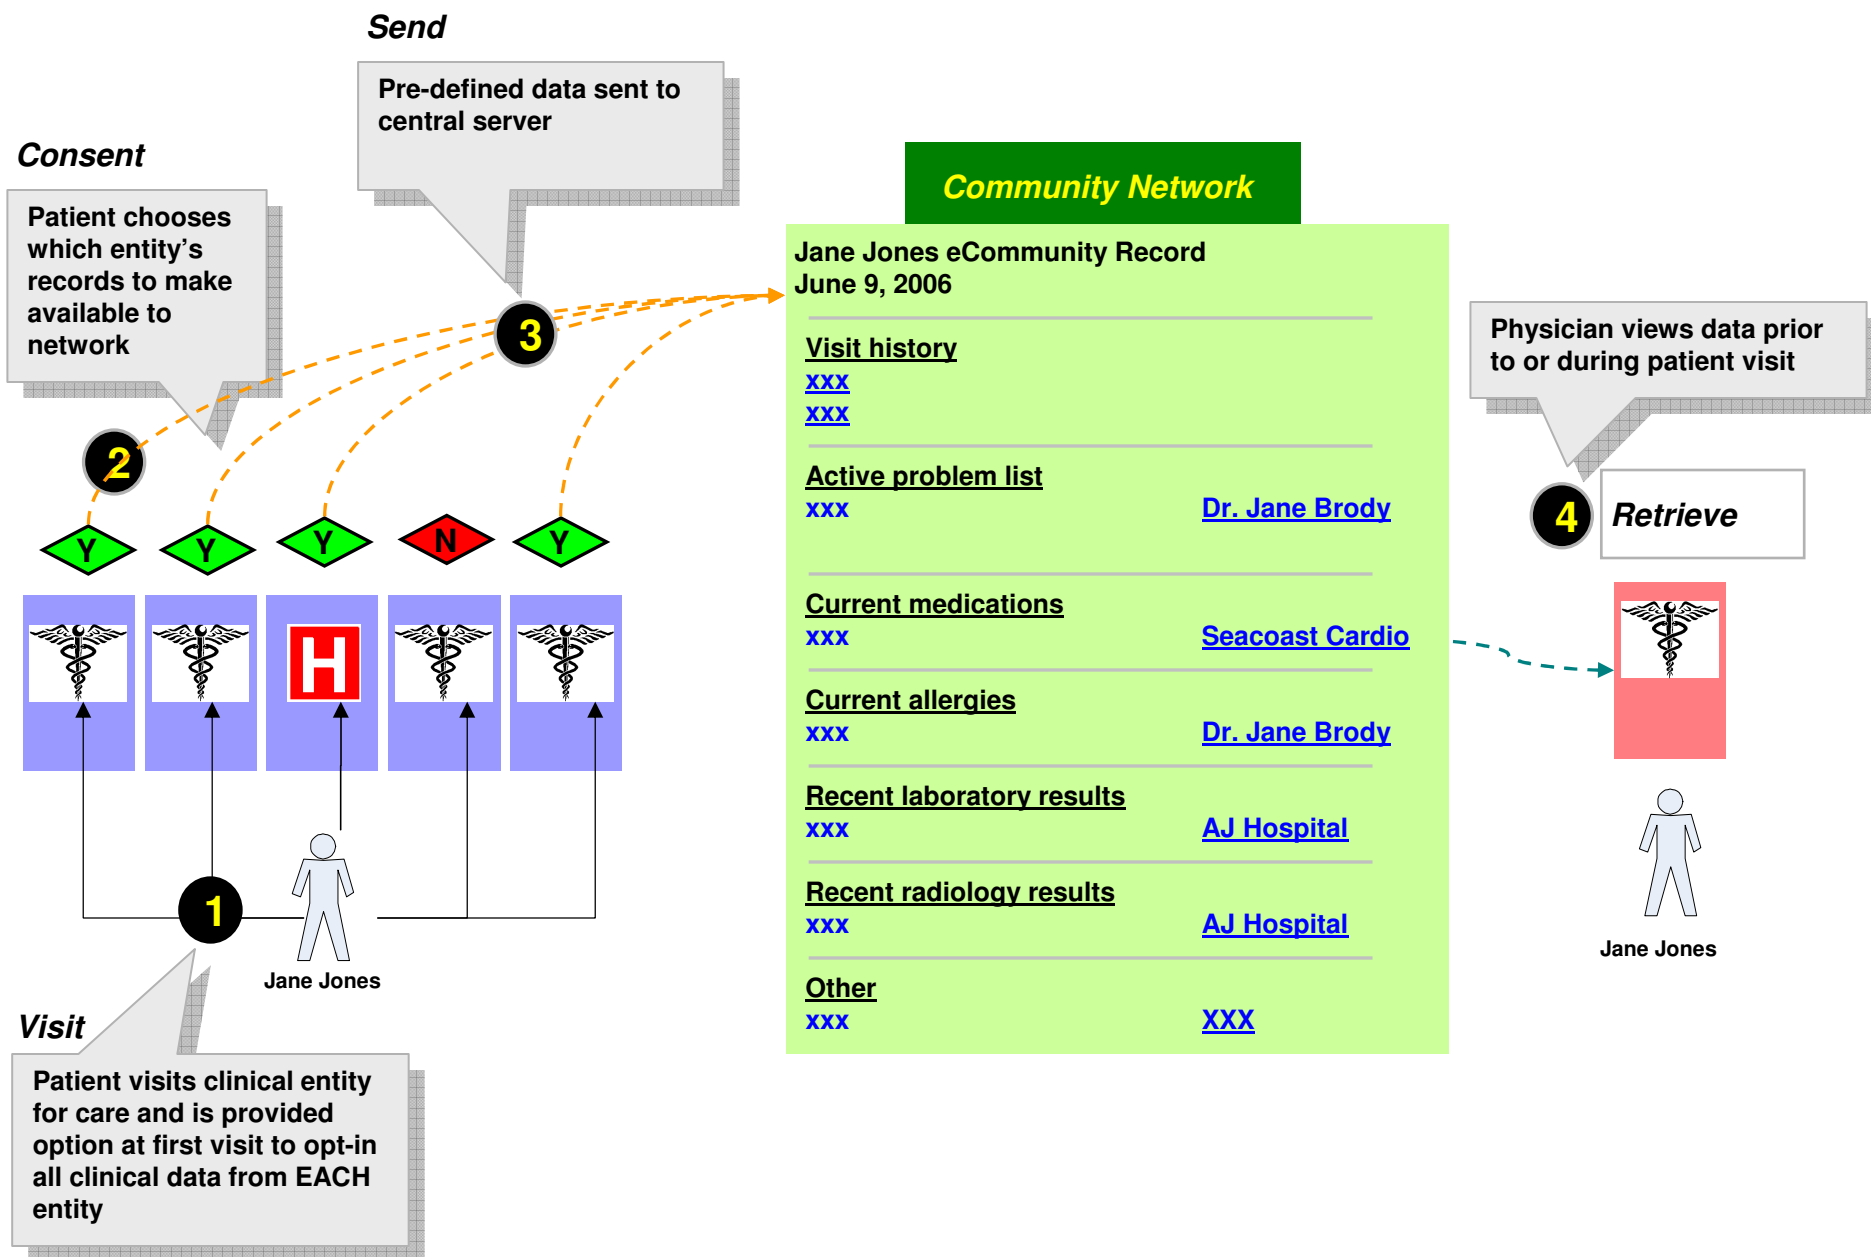 Send
Pre-defined data sent to
central server
Consent
Patient chooses
which entity’s
records to make
available to
network
Community Network
Jane Jones eCommunity Record
June 9, 2006
Visit history
xxx
xxx
Active problem list
xxx Dr. Jane Brody
Current medications
xxx Seacoast Cardio
Current allergies
xxx Dr. Jane Brody
Recent laboratory results
xxx AJ Hospital
Recent radiology results
xxx AJ Hospital
Other
xxx XXX
Physician views data prior
to or during patient visit
4 Retrieve
Jane Jones
3
2
Y Y Y N Y
H
1
Jane Jones
Visit
Patient visits clinical entity
for care and is provided
option at first visit to opt-in
all clinical data from EACH
entity